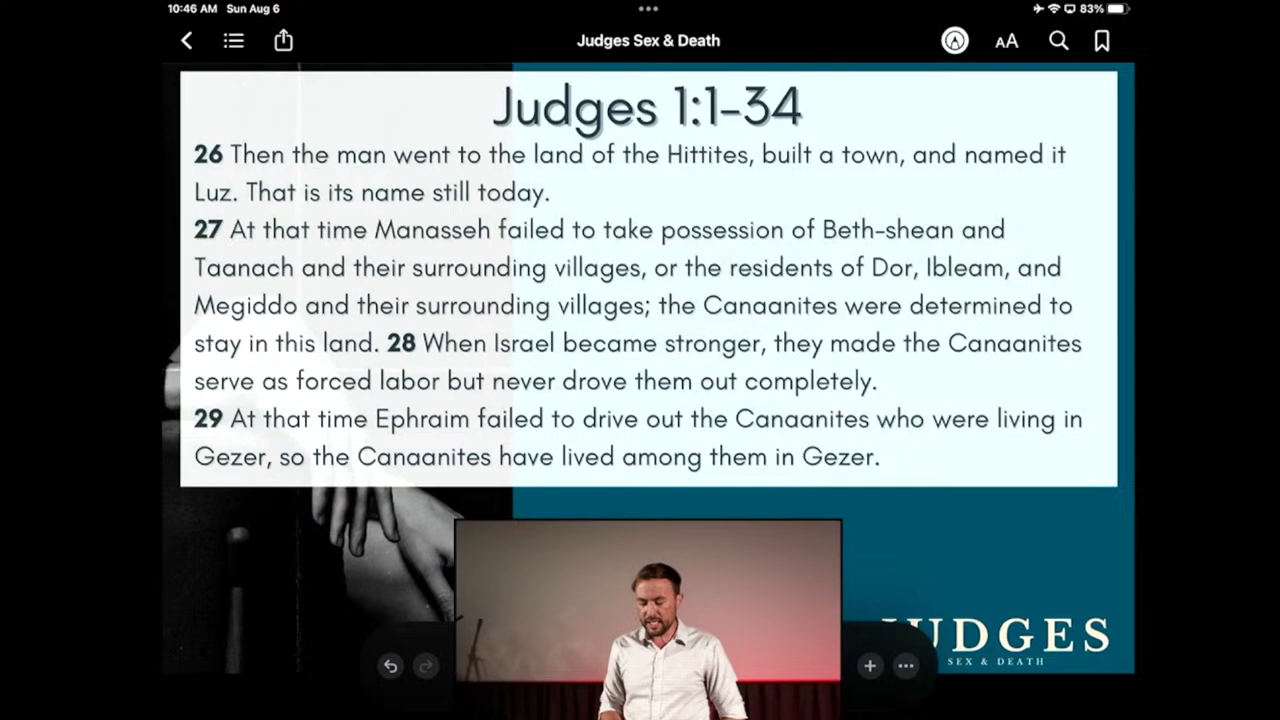 10:46 AM Sun Aug 6
83%
Judges Sex & Death
AA
Judges 1:1-34
26 Then the man went to the land of the Hittites, built a town, and named it
Luz. That is its name still today.
27 At that time Manasseh failed to take possession of Beth-shean and
Taanach and their surrounding villages, or the residents of Dor, Ibleam, and
Megiddo and their surrounding villages; the Canaanites were determined to
stay in this land. 28 When Israel became stronger, they made the Canaanites
serve as forced labor but never drove them out completely.
29 At that time Ephraim failed to drive out the Canaanites who were living in
Gezer, so the Canaanites have lived among them in Gezer.
JUDGES
SEX & DEATH